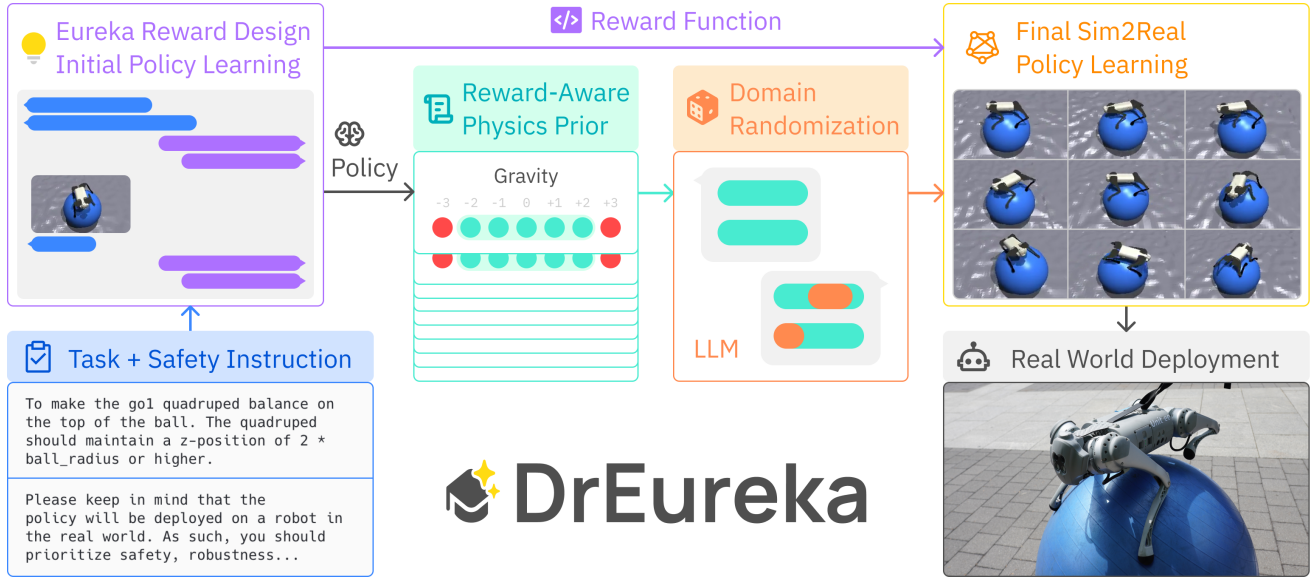 Eureka Reward Design
Initial Policy Learning
</> Reward Function
Final Sim2Real
Policy Learning
Policy
Reward-Aware
Physics Prior
Gravity
-3 -2 -1 0 +1 +2 +3
Domain
Randomization
LLM
Task + Safety Instruction
To make the go1 quadruped balance on
the top of the ball. The quadruped
should maintain a z-position of 2 *
ball_radius or higher.
Please keep in mind that the
policy will be deployed on a robot in
the real world. As such, you should
prioritize safety, robustness...
DrEureka
Real World Deployment